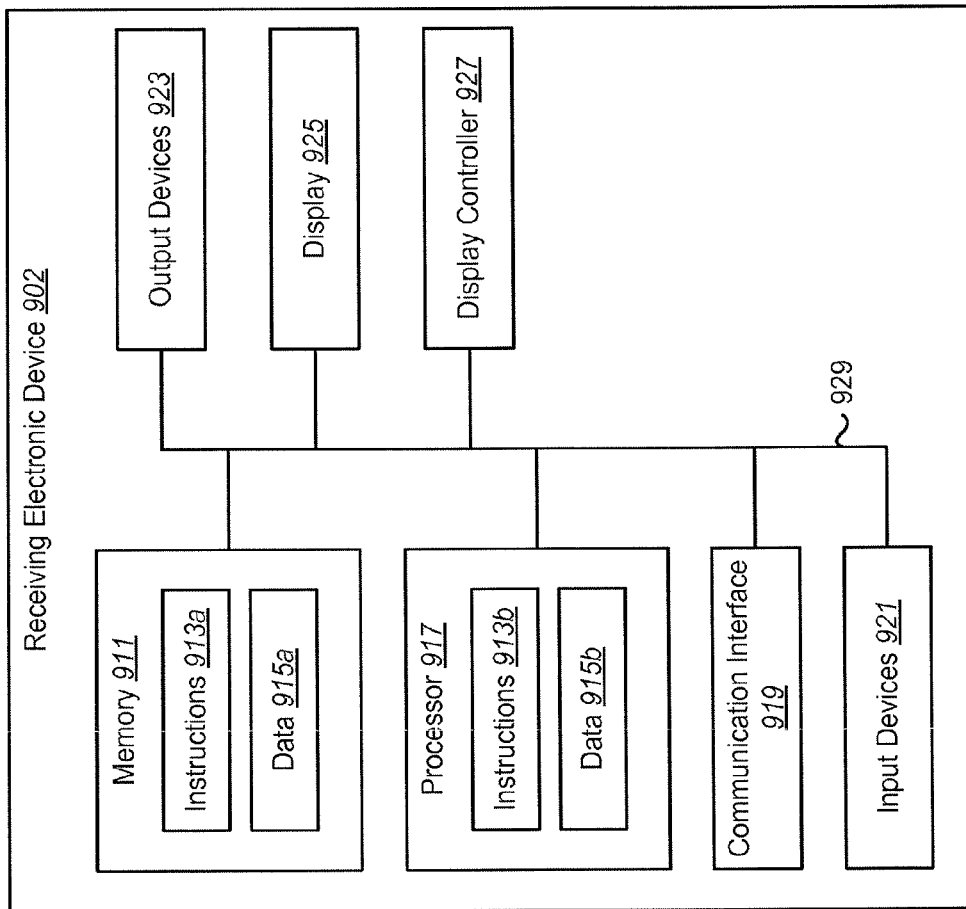 Receiving Electronic Device 902
Memory 911
Instructions 913a
Data 915a
Processor 917
Instructions 913b
Data 915b
Communication Interface
919
Input Devices 921
Output Devices 923
Display 925
Display Controller 927
929